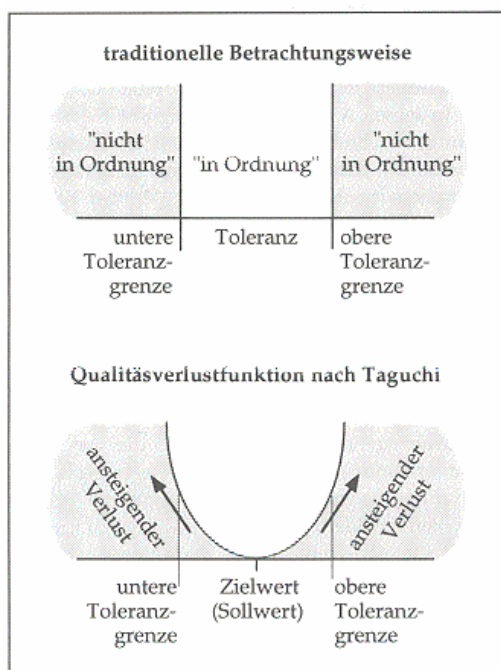 traditionelle Betrachtungsweise
"nicht
in Ordnung"
"in Ordnung"
"nicht
in Ordnung"
untere
Toleranz-
grenze
Toleranz
obere
Toleranz-
grenze
Qualitäsverlustfunktion nach Taguchi
ansteigender
Verlust
ansteigender
Verlust
untere
Toleranz-
grenze
Zielwert
(Sollwert)
obere
Toleranz-
grenze